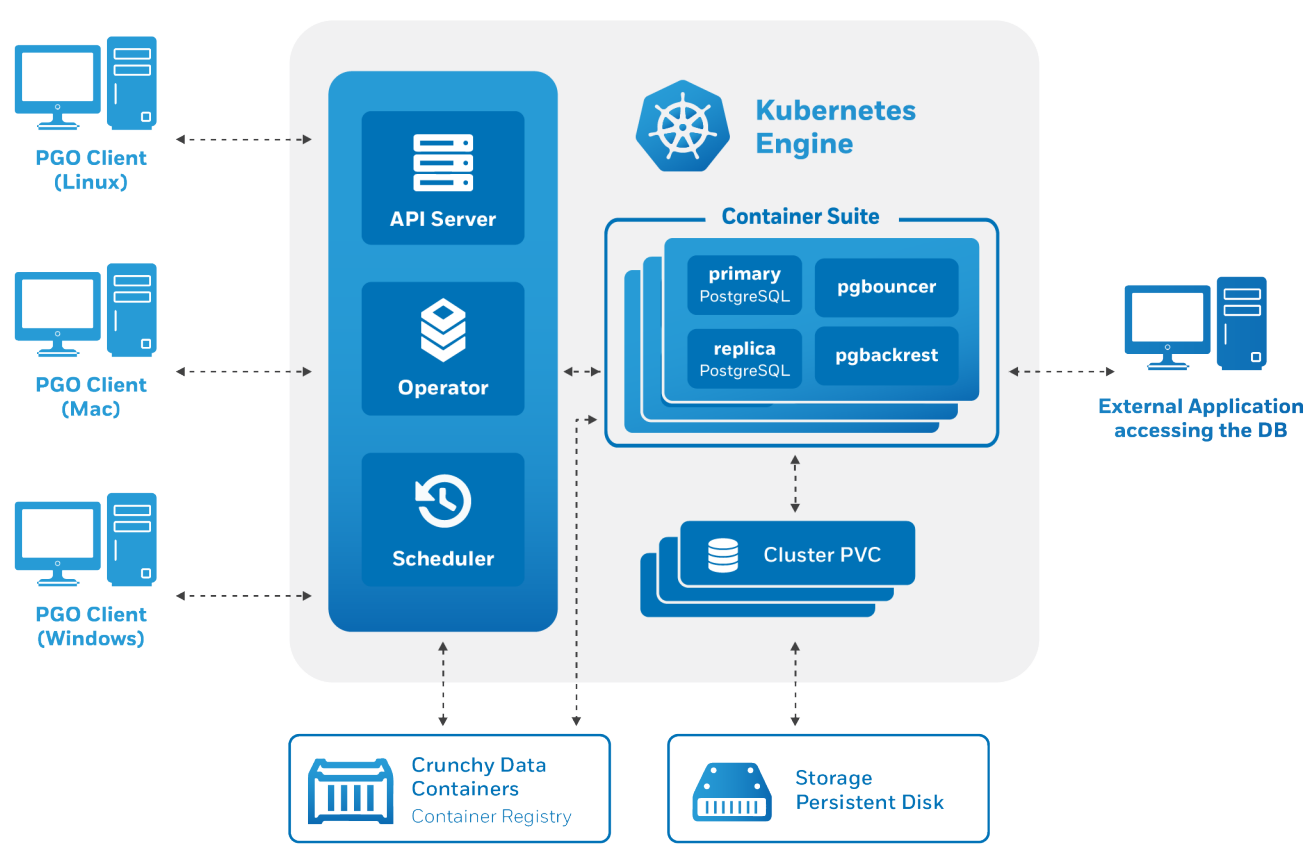 PGO Client
(Linux)
PGO Client
(Mac)
PGO Client
(Windows)
API Server
Operator
Scheduler
Kubernetes
Engine
Container Suite
primary
PostgreSQL
pgbouncer
replica
PostgreSQL
pgbackrest
Cluster PVC
External Application
accessing the DB
Crunchy Data
Containers
Container Registry
Storage
Persistent Disk